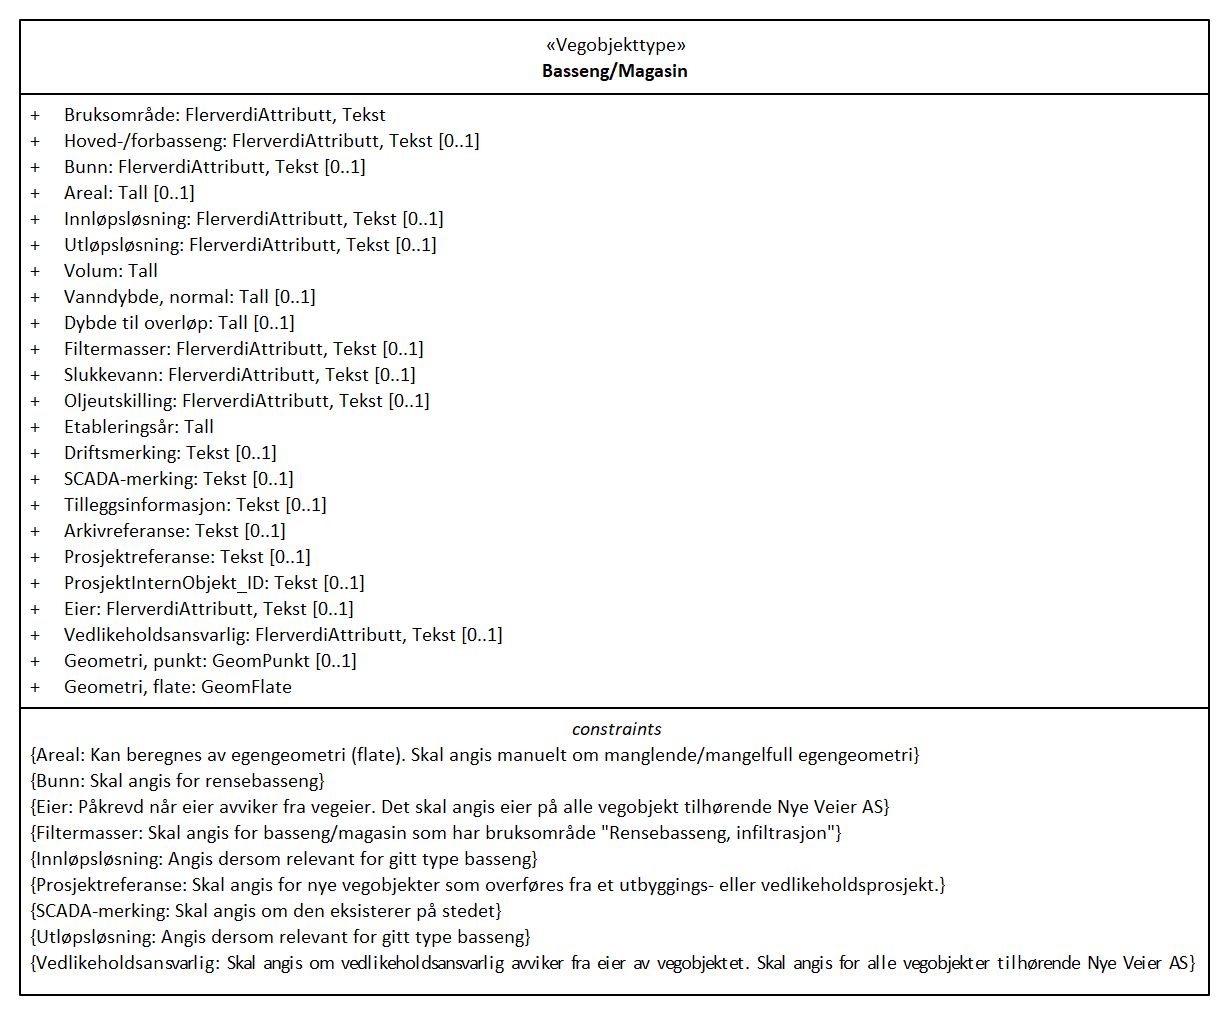 «Vegobjekttype»
Basseng/Magasin
+ Bruksområde: FlerverdiAttributt, Tekst
+ Hoved-/forbasseng: FlerverdiAttributt, Tekst [0..1]
+ Bunn: FlerverdiAttributt, Tekst [0..1]
+ Areal: Tall [0..1]
+ Innløpsløsning: FlerverdiAttributt, Tekst [0..1]
+ Utløpsløsning: FlerverdiAttributt, Tekst [0..1]
+ Volum: Tall
+ Vanndybde, normal: Tall [0..1]
+ Dybde til overløp: Tall [0..1]
+ Filtermasser: FlerverdiAttributt, Tekst [0..1]
+ Slukkevann: FlerverdiAttributt, Tekst [0..1]
+ Oljeutskilling: FlerverdiAttributt, Tekst [0..1]
+ Etableringsår: Tall
+ Driftsmerking: Tekst [0..1]
+ SCADA-merking: Tekst [0..1]
+ Tilleggsinformasjon: Tekst [0..1]
+ Arkivreferanse: Tekst [0..1]
+ Prosjektreferanse: Tekst [0..1]
+ ProsjektInternObjekt_ID: Tekst [0..1]
+ Eier: FlerverdiAttributt, Tekst [0..1]
+ Vedlikeholdsansvarlig: FlerverdiAttributt, Tekst [0..1]
+ Geometri, punkt: GeomPunkt [0..1]
+ Geometri, flate: GeomFlate
constraints
{Areal: Kan beregnes av egengeometri (flate). Skal angis manuelt om manglende/mangelfull egengeometri}
{Bunn: Skal angis for rensebasseng}
{Eier: Påkrevd når eier avviker fra vegeier. Det skal angis eier på alle vegobjekt tilhørende Nye Veier AS}
{Filtermasser: Skal angis for basseng/magasin som har bruksområde "Rensebasseng, infiltrasjon"}
{Innløpsløsning: Angis dersom relevant for gitt type basseng}
{Prosjektreferanse: Skal angis for nye vegobjekter som overføres fra et utbyggings- eller vedlikeholdsprosjekt.}
{SCADA-merking: Skal angis om den eksisterer på stedet}
{Utløpsløsning: Angis dersom relevant for gitt type basseng}
{Vedlikeholdsansvarlig: Skal angis om vedlikeholdsansvarlig avviker fra eier av vegobjektet. Skal angis for alle vegobjekter tilhørende Nye Veier AS}